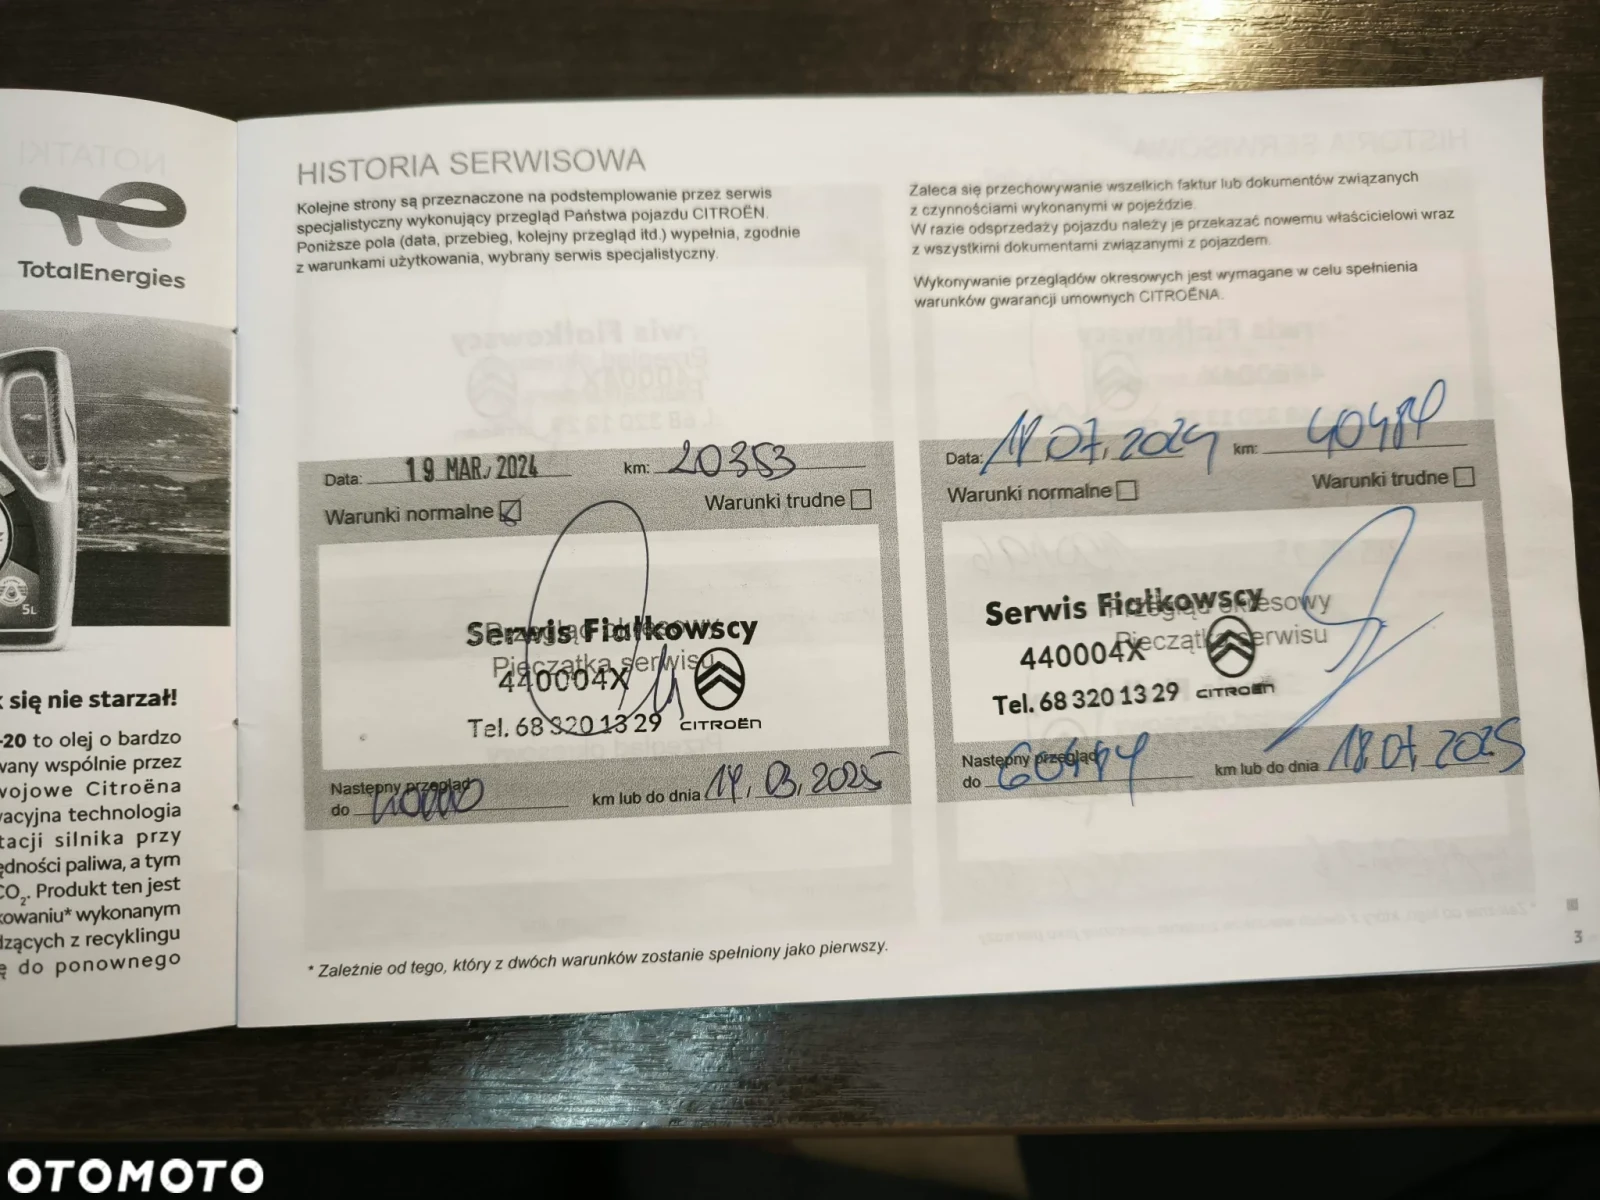 TotalEnergies
5L
się nie starzał!
-20 to olej o bardzo
wany wspólnie przez
wojowe Citroëna
acyjna technologia
tacji silnika przy
ędności paliwa, a tym
CO₂. Produkt ten jest
kowaniu* wykonanym
dzących z recyklingu
ę do ponownego
HISTORIA SERWISOWA
Kolejne strony są przeznaczone na podstemplowanie przez serwis
specjalistyczny wykonujący przegląd Państwa pojazdu CITROËN.
Poniższe pola (data, przebieg, kolejny przegląd itd.) wypełnia, zgodnie
z warunkami użytkowania, wybrany serwis specjalistyczny.
Data: 19 MAR. 2024 km: 20353
Warunki normalne Warunki trudne
Przegląd okresowy
Serwis Fiałkowscy
Pieczątka serwisu
440004X
Tel. 68 320 13 29 CITROËN
Następny przegląd
do 40000 km lub do dnia 19.03.2025
* Zależnie od tego, który z dwóch warunków zostanie spełniony jako pierwszy.
Zaleca się przechowywanie wszelkich faktur lub dokumentów związanych
z czynnościami wykonanymi w pojeździe.
W razie odsprzedaży pojazdu należy je przekazać nowemu właścicielowi wraz
z wszystkimi dokumentami związanymi z pojazdem.
Wykonywanie przeglądów okresowych jest wymagane w celu spełnienia
warunków gwarancji umownych CITROËNA.
Data: 18.07.2024 km:
Warunki normalne Warunki trudne
Serwis Fiałkowscy
Przegląd okresowy
440004X
Pieczątka serwisu
Tel. 68 320 13 29 CITROËN
Następny przegląd
do km lub do dnia 18.07.2025
3
OTOMOTO